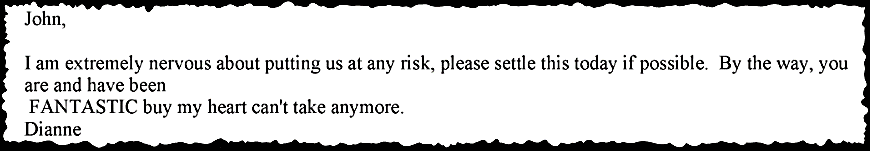 John,
I am extremely nervous about putting us at any risk, please settle this today if possible.  By the way, you
are and have been
FANTASTIC buy my heart can't take anymore.
Dianne